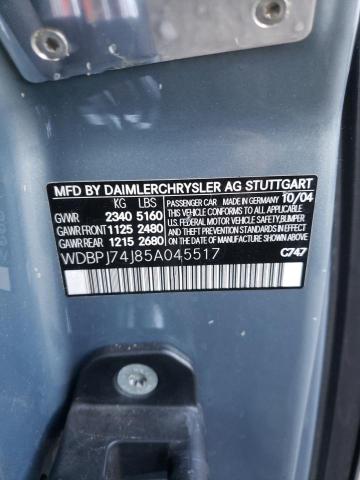 MFD BY DAIMLERCHRYSLER AG STUTTGART
KG LBS PASSENGER CAR MADE IN GERMANY 10/04
GVWR 2340 5160 THIS VEHICLE CONFORMS TO ALL APPLICABLE
GAWR FRONT 1125 2480 U.S. FEDERAL MOTOR VEHICLE SAFETY, BUMPER
GAWR REAR 1215 2680 AND THEFT PREVENTION STANDARDS IN EFFECT
ON THE DATE OF MANUFACTURE SHOWN ABOVE
WDBPJ74J85A045517 C747